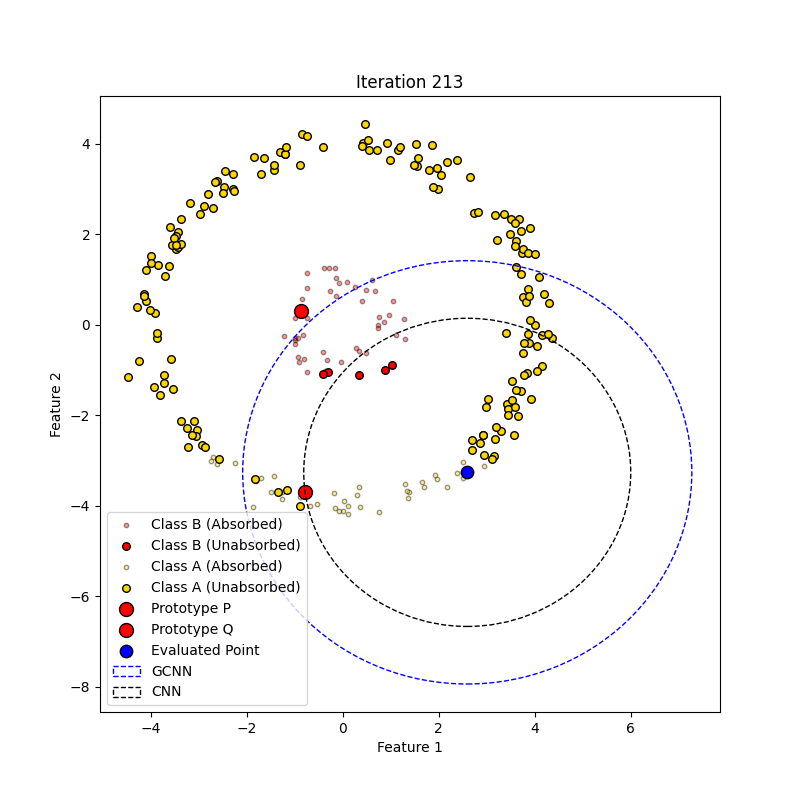 Iteration 213
4
2
0
−2
−4
−6
−8
Feature 2
Class B (Absorbed)
Class B (Unabsorbed)
Class A (Absorbed)
Class A (Unabsorbed)
Prototype P
Prototype Q
Evaluated Point
GCNN
CNN
−4 −2 0 2 4 6
Feature 1